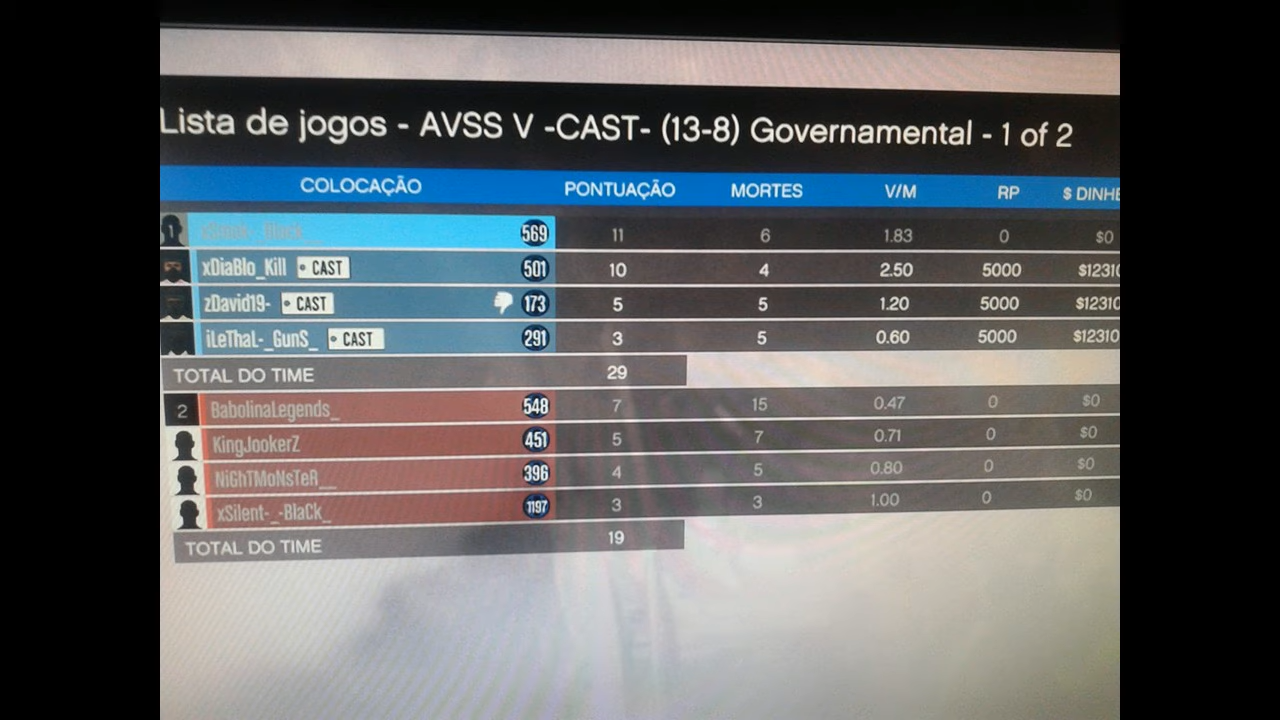 Lista de jogos - AVSS V -CAST- (13-8) Governamental - 1 of 2
COLOCAÇÃO PONTUAÇÃO MORTES V/M RP $ DINHE
1 569 11 6 1.83 0 $0
xDiaBlo_Kill CAST 501 10 4 2.50 5000 $12310
zDavid19- CAST 173 5 5 1.20 5000 $12310
iLeThaL-_GunS_ CAST 291 3 5 0.60 5000 $12310
TOTAL DO TIME 29
2 BabolinaLegends_ 548 7 15 0.47 0 $0
KingJookerZ 451 5 7 0.71 0 $0
NiGhTMoNsTeR__ 396 4 5 0.80 0 $0
xSilent-_-BlaCk_ 1197 3 3 1.00 0 $0
TOTAL DO TIME 19